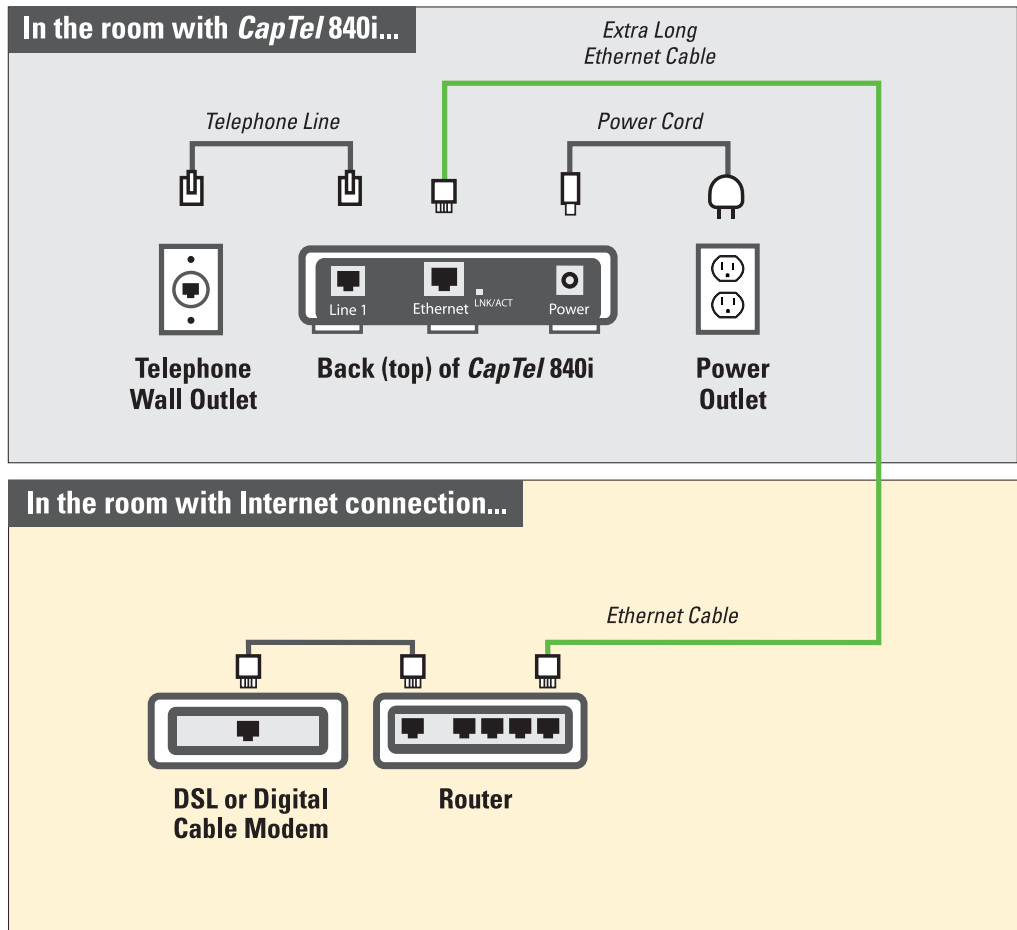 In the room with CapTel 840i...
Extra Long
Ethernet Cable
Telephone Line
Power Cord
Line 1
Ethernet
LNK/ACT
Power
Telephone
Wall Outlet
Back (top) of CapTel 840i
Power
Outlet
In the room with Internet connection...
Ethernet Cable
DSL or Digital
Cable Modem
Router